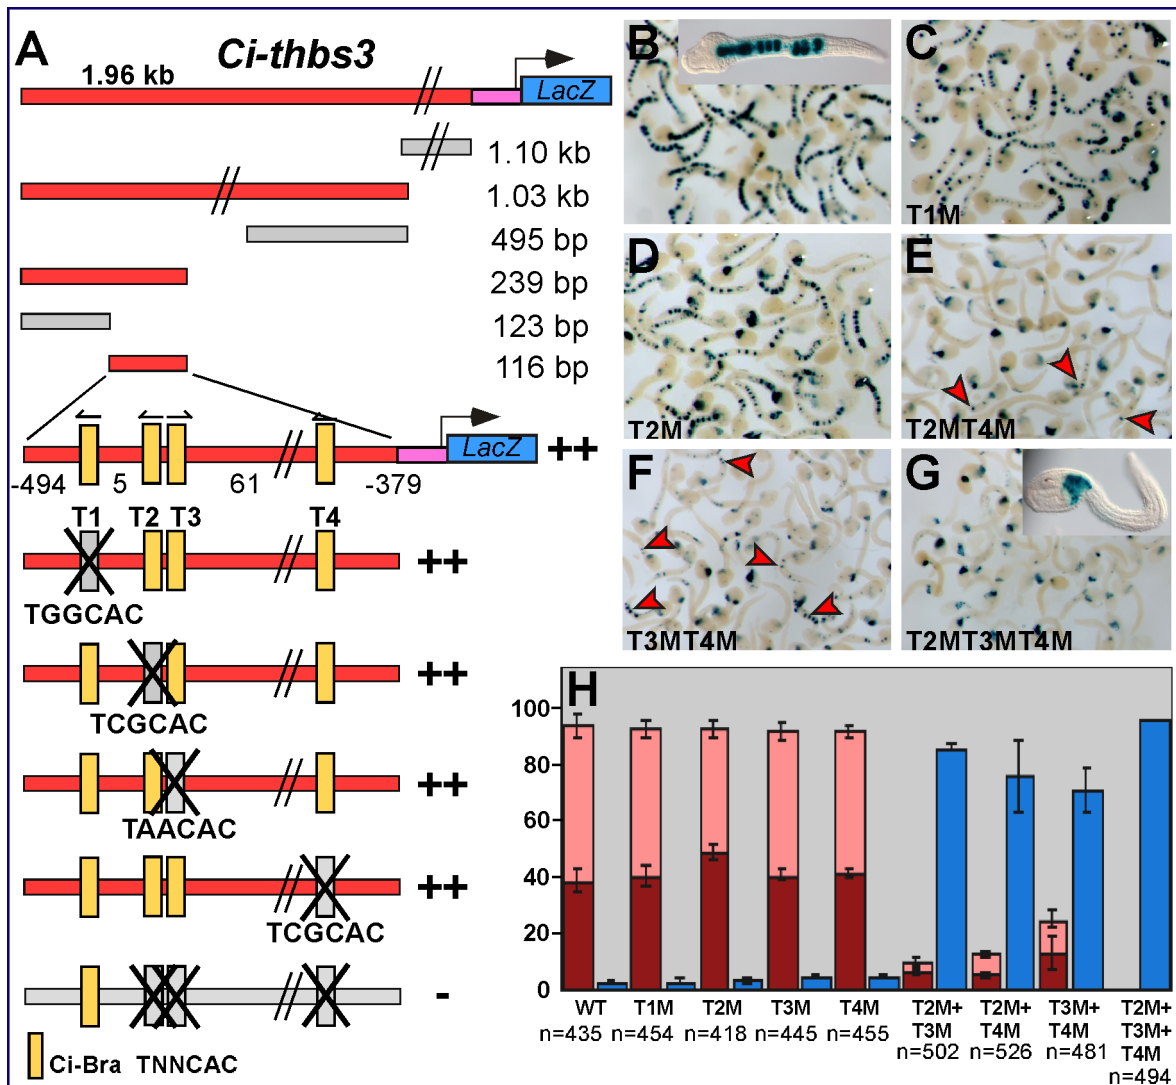 A
Ci-thbs3
1.96 kb
LacZ
1.10 kb
1.03 kb
495 bp
239 bp
123 bp
116 bp
LacZ
++
-494 5 61 -379
T1 T2 T3 T4
++
TGGCAC
++
TCGCAC
++
TAACAC
++
TCGCAC
-
Ci-Bra TNNCAC
B
C
T1M
D
T2M
E
T2MT4M
F
T3MT4M
G
T2MT3MT4M
H
100
80
60
40
20
0
WT
n=435
T1M
n=454
T2M
n=418
T3M
n=445
T4M
n=455
T2M+
T3M
n=502
T2M+
T4M
n=526
T3M+
T4M
n=481
T2M+
T3M+
T4M
n=494